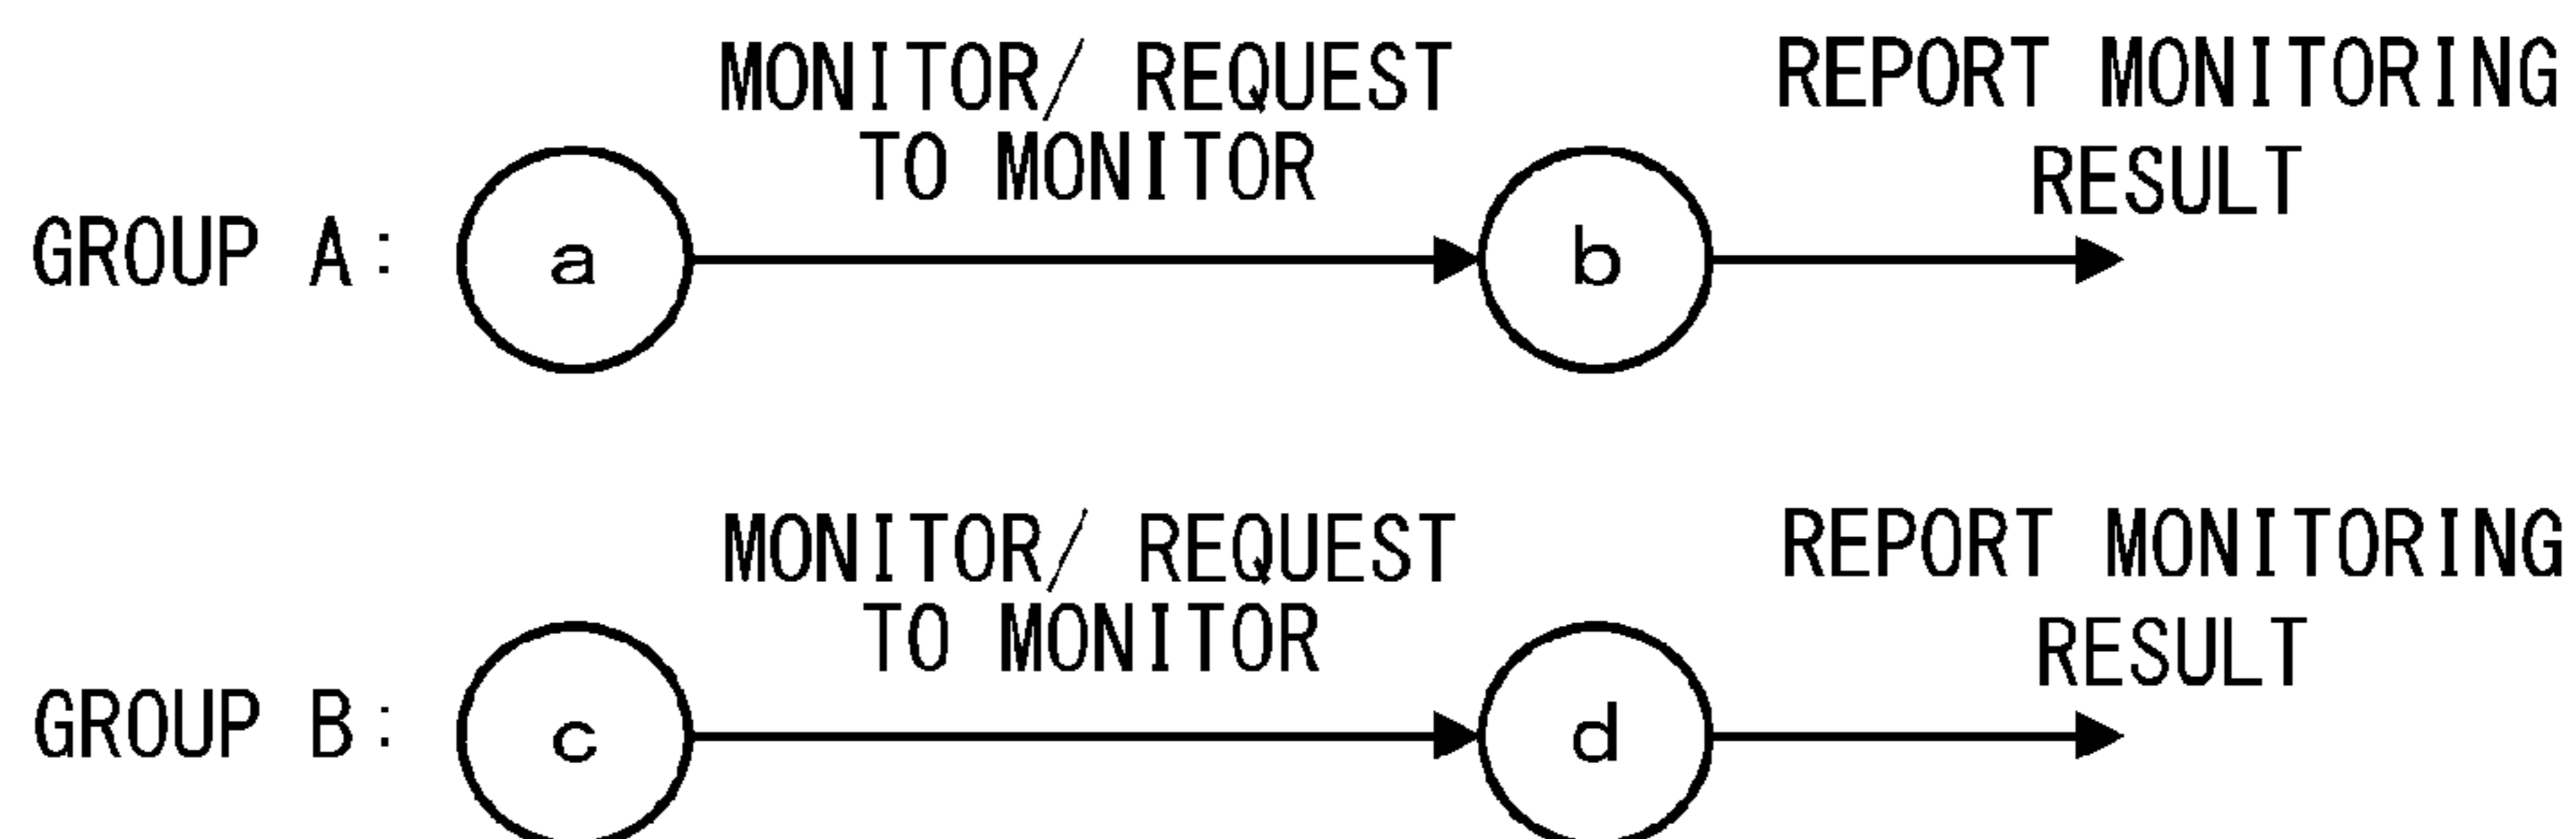 MONITOR/ REQUEST
TO MONITOR
REPORT MONITORING
RESULT
GROUP A:
a
b
MONITOR/ REQUEST
TO MONITOR
REPORT MONITORING
RESULT
GROUP B:
c
d